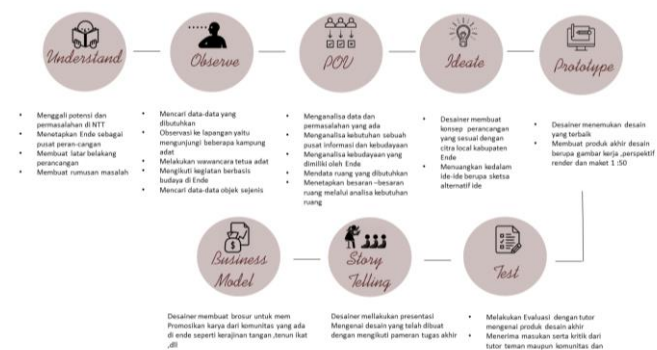 Understand
Observe
POV
Ideate
Prototype
• Menggali potensi dan
permasalahan di NTT
• Menetapkan Ende sebagai
pusat peran-cangan
• Membuat latar belakang
perancangan
• Membuat rumusan masalah
• Mencari data-data yang
dibutuhkan
• Observasi ke lapangan yaitu
mengunjungi beberapa kampung
adat
• Melakukan wawancara tetua adat
• Mengikuti kegiatan berbasis
budaya di Ende
• Mencari data-data objek sejenis
• Menganalisa data dan
permasalahan yang ada
• Menganalisa kebutuhan sebuah
pusat informasi dan kebudayaan
• Menganalisa kebudayaan yang
dimiliki oleh Ende
• Mendata ruang yang dibutuhkan
• Menetapkan besaran –besaran
ruang melalui analisa kebutuhan
ruang
• Desainer membuat
konsep perancangan
yang sesuai dengan
citra local kabupaten
Ende
• Menuangkan kedalam
ide-ide berupa sketsa
alternatif ide
• Desainer menemukan desain
yang terbaik
• Membuat produk akhir desain
berupa gambar kerja ,perspektif
render dan maket 1 :50
Business
Model
Story
Telling
Test
Desainer membuat brosur untuk mem
Promosikan karya dari komunitas yang ada
di ende seperti kerajinan tangan ,tenun ikat
,dll
Desainer mellakukan presentasi
Mengenai desain yang telah dibuat
dengan mengikuti pameran tugas akhir
• Melakukan Evaluasi dengan tutor
mengenai produk desain akhir
• Menerima masukan serta kritik dari
tutor teman maupun komunitas dan